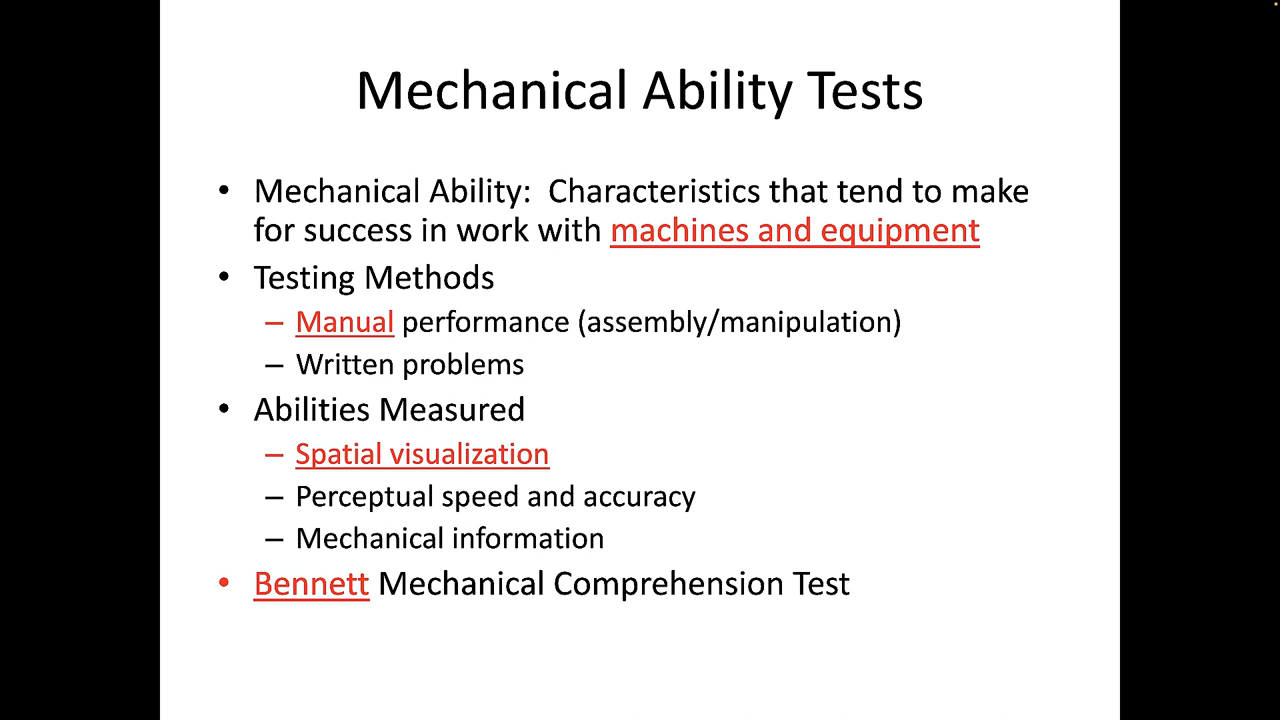 Mechanical Ability Tests
• Mechanical Ability:  Characteristics that tend to make
for success in work with machines and equipment
• Testing Methods
– Manual performance (assembly/manipulation)
– Written problems
• Abilities Measured
– Spatial visualization
– Perceptual speed and accuracy
– Mechanical information
• Bennett Mechanical Comprehension Test